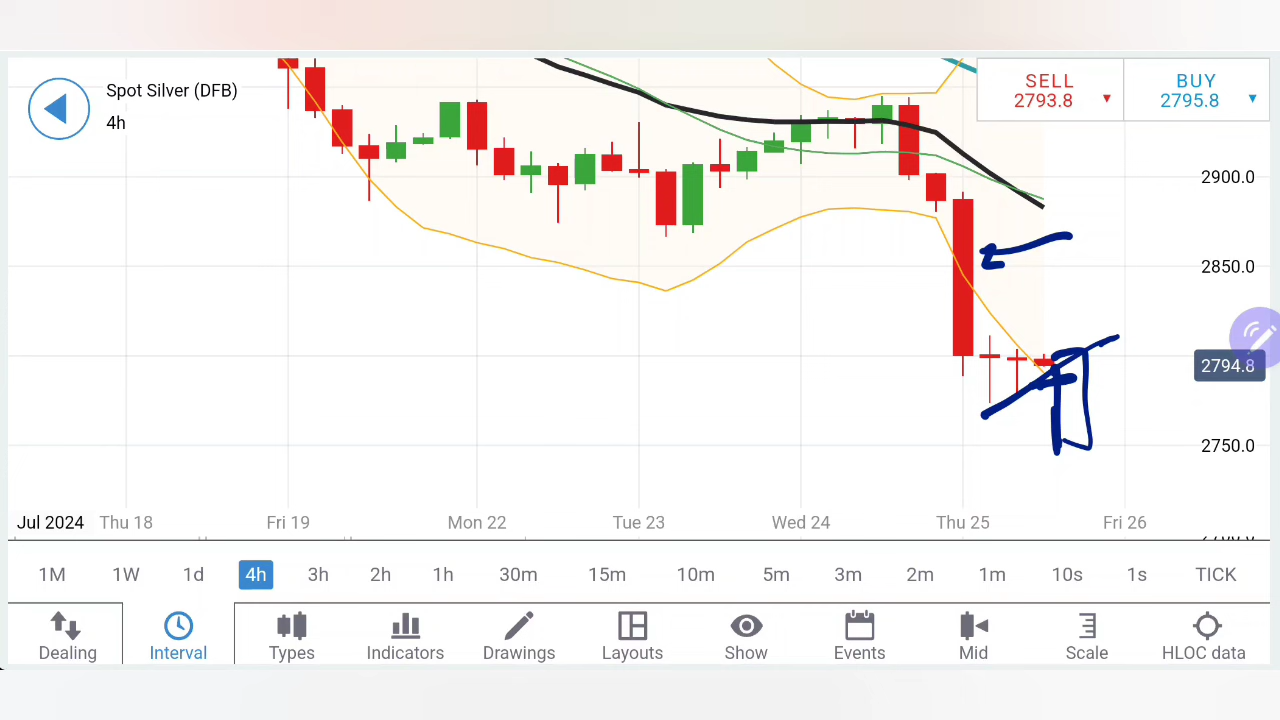 Spot Silver (DFB)
4h
SELL
2793.8
BUY
2795.8
2900.0
2850.0
2794.8
2750.0
Jul 2024 Thu 18 Fri 19 Mon 22 Tue 23 Wed 24 Thu 25 Fri 26
1M 1W 1d 4h 3h 2h 1h 30m 15m 10m 5m 3m 2m 1m 10s 1s TICK
Dealing Interval Types Indicators Drawings Layouts Show Events Mid Scale HLOC data